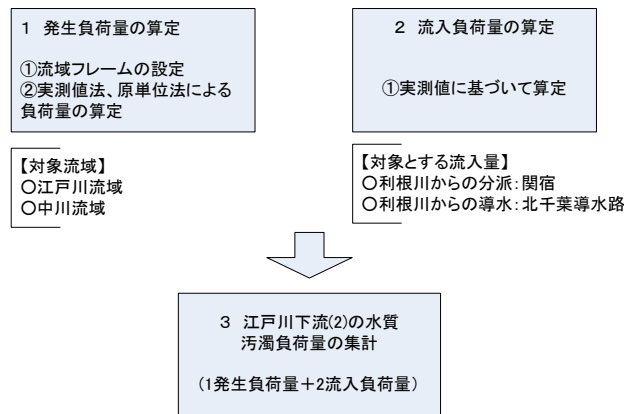 1 発生負荷量の算定
①流域フレームの設定
②実測値法、原単位法による
負荷量の算定
【対象流域】
〇江戸川流域
〇中川流域
2 流入負荷量の算定
①実測値に基づいて算定
【対象とする流入量】
〇利根川からの分派：関宿
〇利根川からの導水：北千葉導水路
3 江戸川下流(2)の水質
汚濁負荷量の集計
(1発生負荷量＋2流入負荷量)